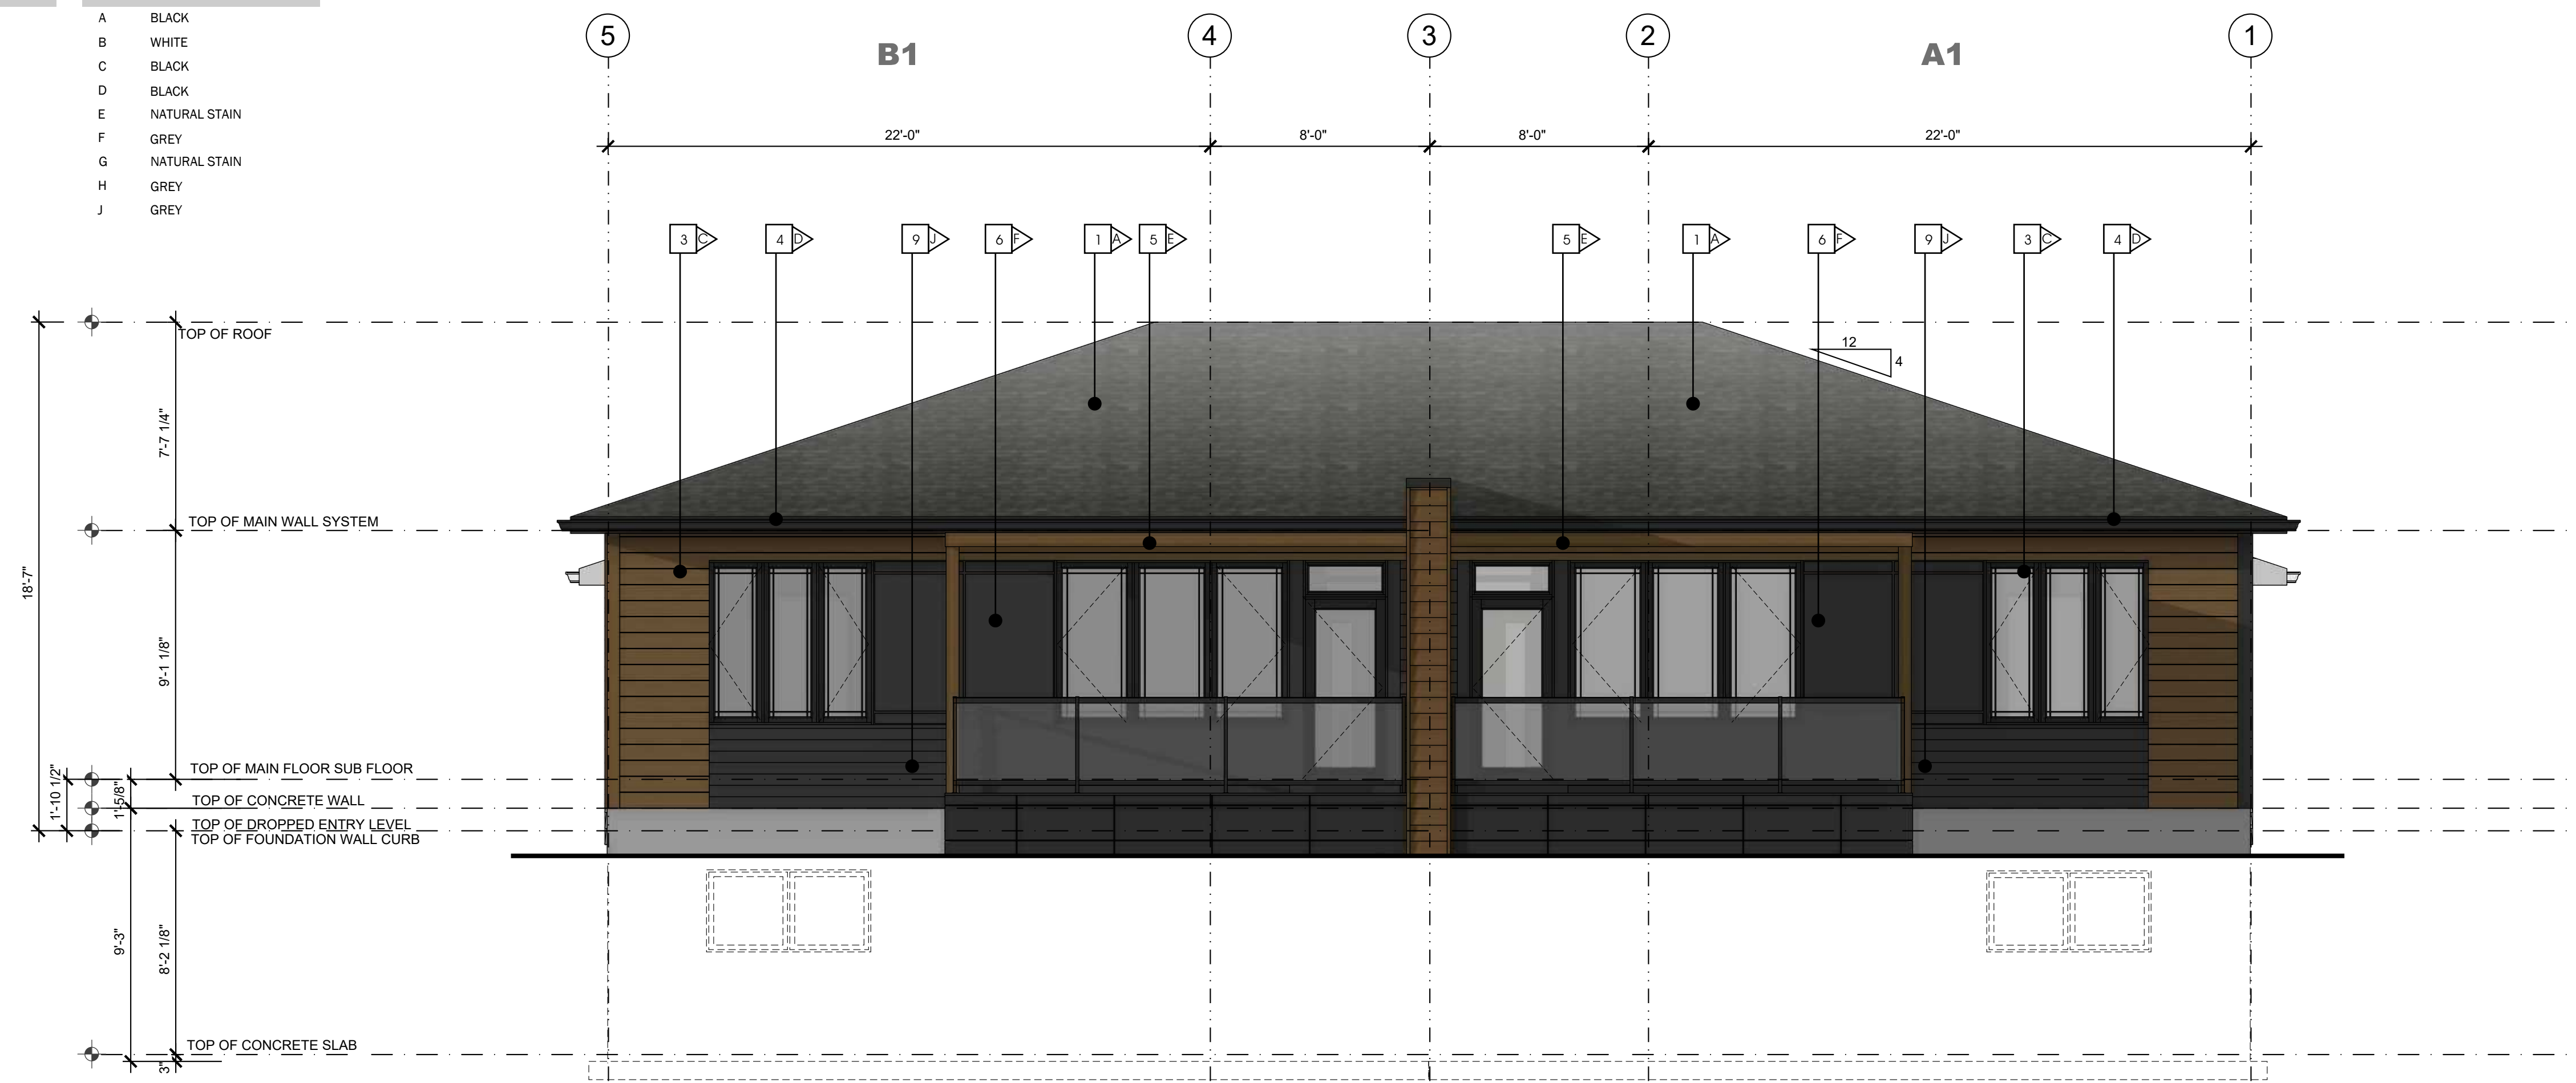 A BLACK
B WHITE
C BLACK
D BLACK
E NATURAL STAIN
F GREY
G NATURAL STAIN
H GREY
J GREY
5 B1 4 3 2 A1 1
22'-0" 8'-0" 8'-0" 22'-0"
3 C 4 D 9 J 6 F 1 A 5 E 5 E 1 A 6 F 9 J 3 C 4 D
TOP OF ROOF
12
4
7'-7 1/4"
TOP OF MAIN WALL SYSTEM
18'-7"
9'-1 1/8"
TOP OF MAIN FLOOR SUB FLOOR
1'-10 1/2"
1'-5/8"
TOP OF CONCRETE WALL
TOP OF DROPPED ENTRY LEVEL
TOP OF FOUNDATION WALL CURB
9'-3"
8'-2 1/8"
TOP OF CONCRETE SLAB
3"